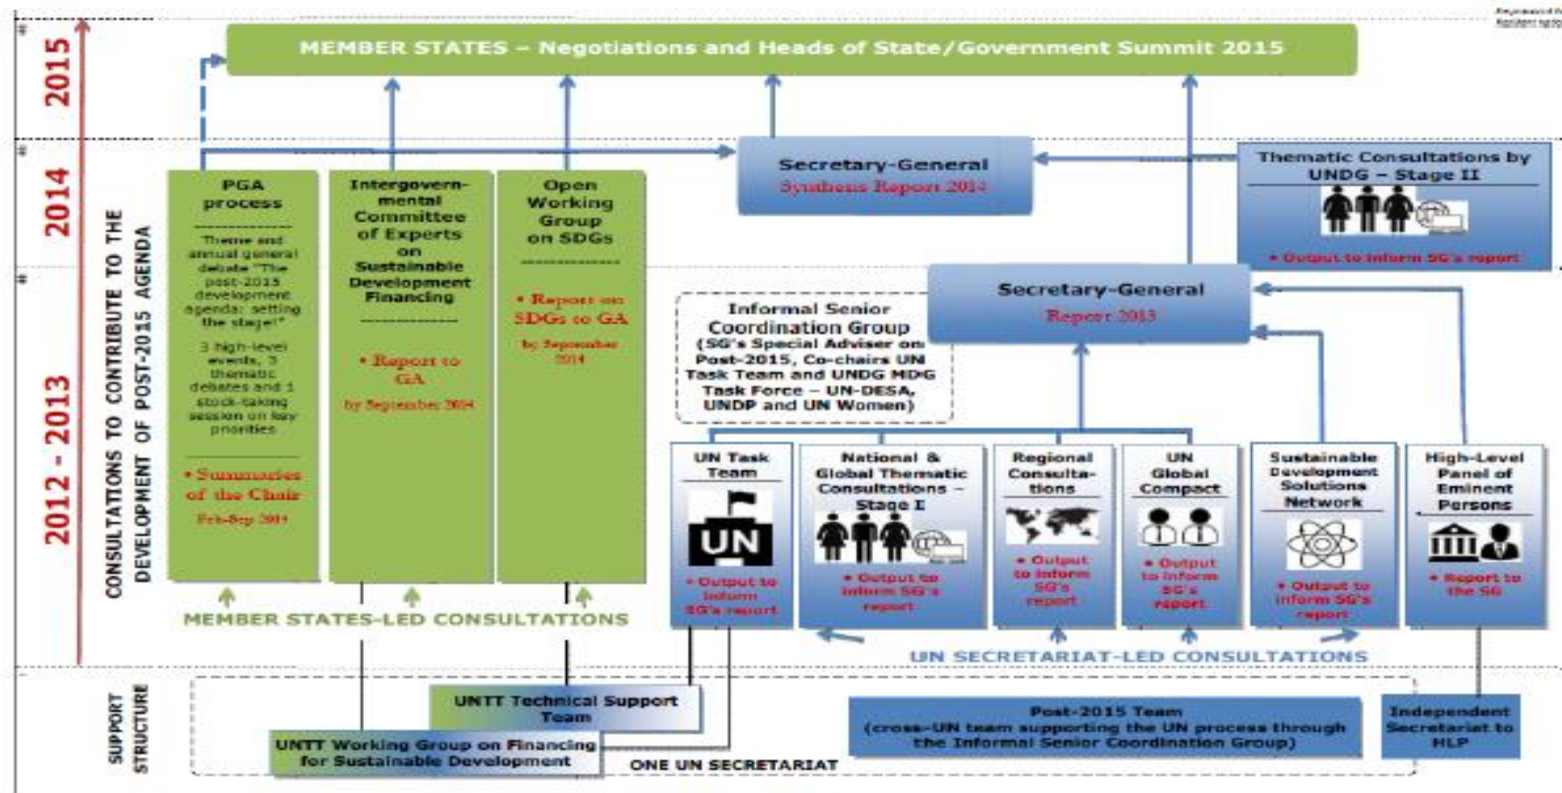 2015
2014
2012 - 2013
CONSULTATIONS TO CONTRIBUTE TO THE
DEVELOPMENT OF POST-2015 AGENDA
SUPPORT
STRUCTURE
MEMBER STATES – Negotiations and Heads of State/Government Summit 2015
Secretary-General
Synthesis Report 2014
Thematic Consultations by
UNDG – Stage II
• Output to inform SG's report
PGA
process
Theme and
annual general
debate "The
post-2015
development
agenda: setting
the stage!"
3 high-level
events, 3
thematic
debates and 1
stock-taking
session on key
priorities
• Summaries
of the Chair
Intergovern-
mental
Committee
of Experts
on
Sustainable
Development
Financing
• Report to
GA
by September 2014
Open
Working
Group
on SDGs
• Report on
SDGs to GA
by September
2014
Informal Senior
Coordination Group
(SG's Special Adviser on
Post-2015, Co-chairs UN
Task Team and UNDG MDG
Task Force – UN-DESA,
UNDP and UN Women)
Secretary-General
Report 2013
UN Task
Team
UN
• Output to
inform
SG's report
National &
Global Thematic
Consultations –
Stage I
• Output to
inform SG's
report
Regional
Consulta-
tions
• Output
to inform
SG's
report
UN
Global
Compact
• Output
to inform
SG's
report
Sustainable
Development
Solutions
Network
• Output to
inform SG's
report
High-Level
Panel of
Eminent
Persons
• Report to
the SG
MEMBER STATES-LED CONSULTATIONS
UN SECRETARIAT-LED CONSULTATIONS
UNTT Technical Support
Team
UNTT Working Group on Financing
for Sustainable Development
ONE UN SECRETARIAT
Post-2015 Team
(cross-UN team supporting the UN process through
the Informal Senior Coordination Group)
Independent
Secretariat to
HLP